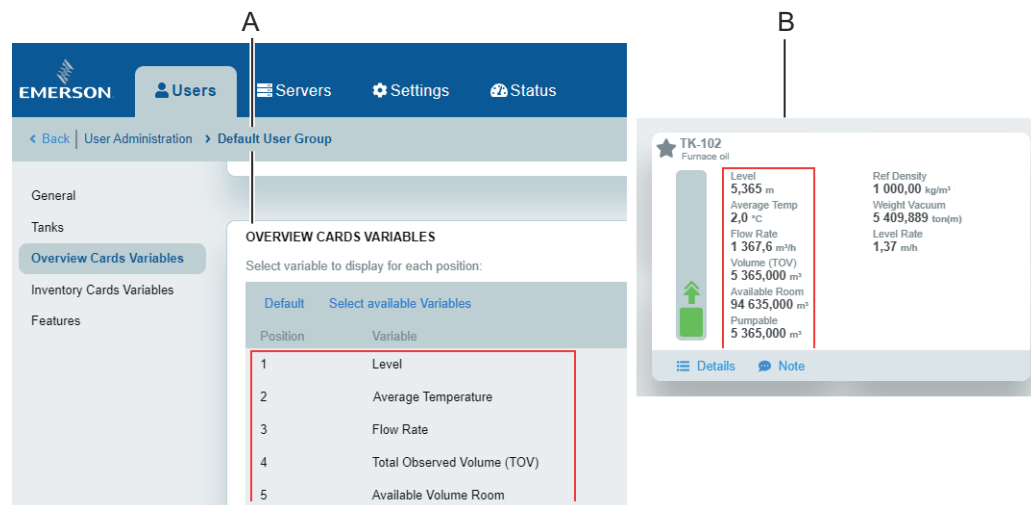 A
B
EMERSON
Users
Servers
Settings
Status
Back | User Administration > Default User Group
General
Tanks
Overview Cards Variables
Inventory Cards Variables
Features
OVERVIEW CARDS VARIABLES
Select variable to display for each position:
Default Select available Variables
Position Variable
1 Level
2 Average Temperature
3 Flow Rate
4 Total Observed Volume (TOV)
5 Available Volume Room
TK-102
Furnace oil
Level
5,365 m
Average Temp
2,0 °C
Flow Rate
1 367,6 m³/h
Volume (TOV)
5 365,000 m³
Available Room
94 635,000 m³
Pumpable
5 365,000 m³
Ref Density
1 000,00 kg/m³
Weight Vacuum
5 409,889 ton(m)
Level Rate
1,37 m/h
Details Note